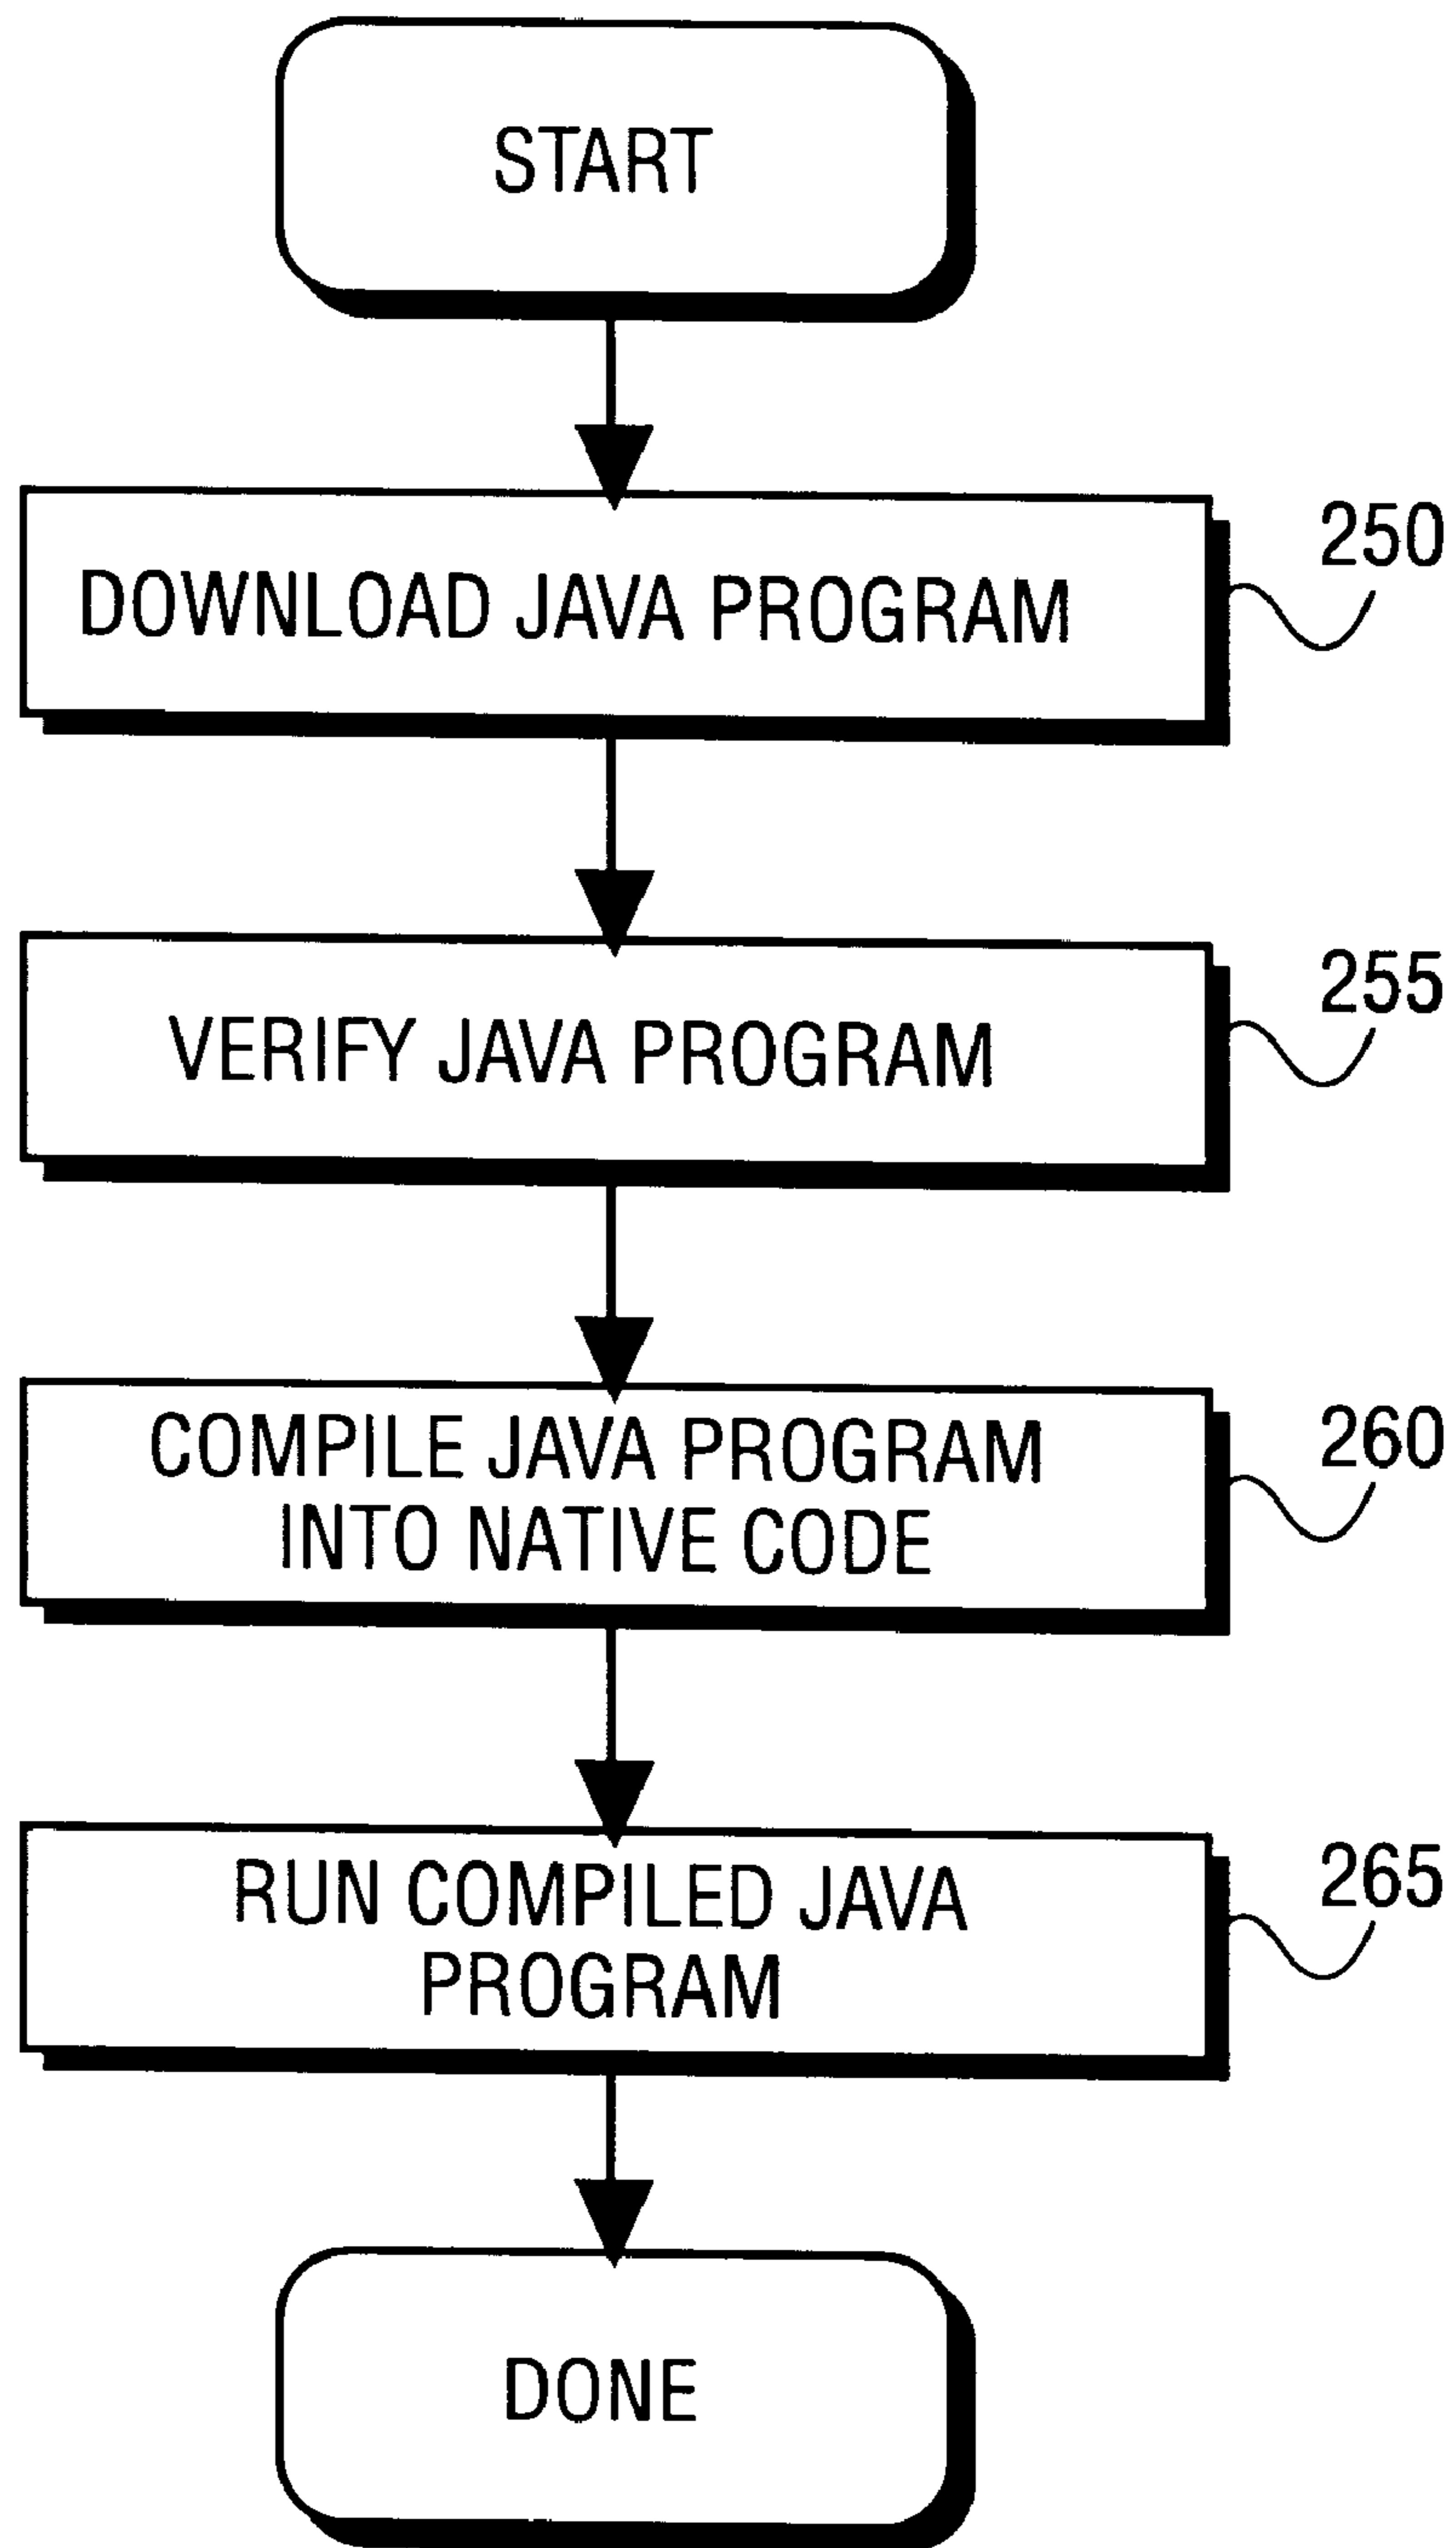 START
DOWNLOAD JAVA PROGRAM
250
VERIFY JAVA PROGRAM
255
COMPILE JAVA PROGRAM
INTO NATIVE CODE
260
RUN COMPILED JAVA
PROGRAM
265
DONE